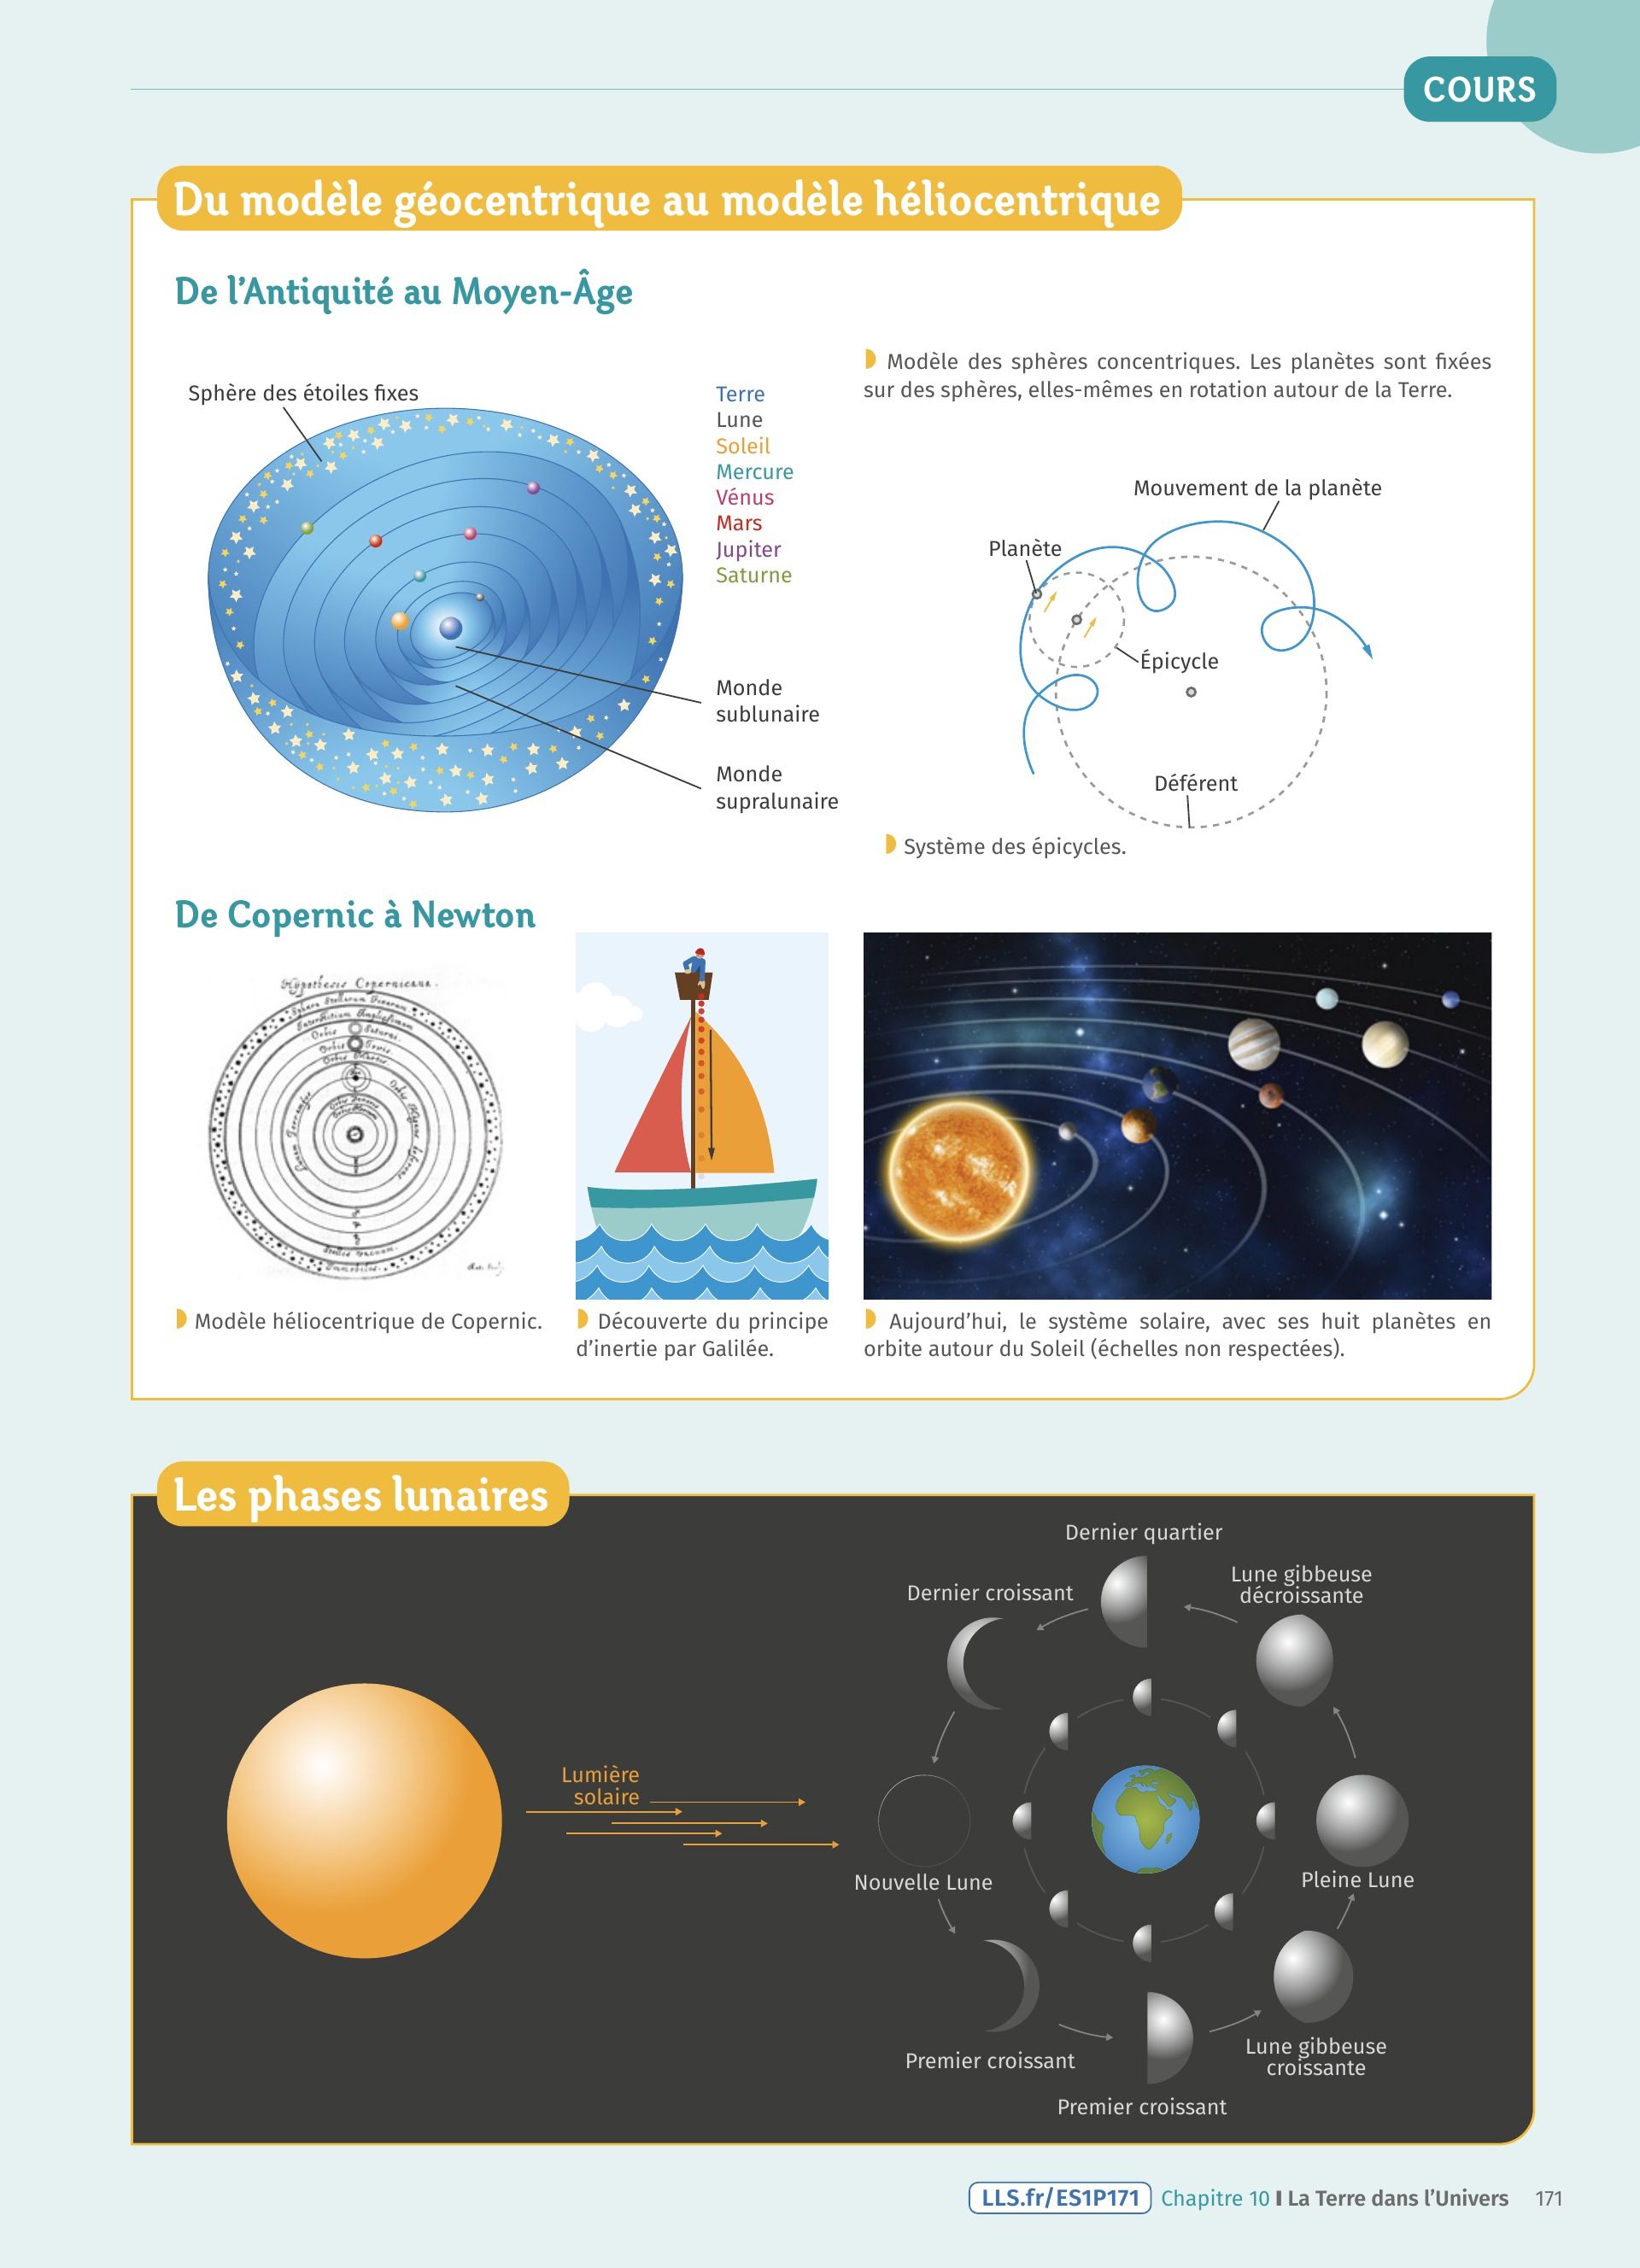 COURS
Du modèle géocentrique au modèle héliocentrique
De l'Antiquité au Moyen-Âge
Sphère des étoiles fixes
Terre
Lune
Soleil
Mercure
Vénus
Mars
Jupiter
Saturne
Monde
sublunaire
Monde
supralunaire
Modèle des sphères concentriques. Les planètes sont fixées
sur des sphères, elles-mêmes en rotation autour de la Terre.
Mouvement de la planète
Planète
Épicycle
Déférent
Système des épicycles.
De Copernic à Newton
Hypothesis Copernicana.
Modèle héliocentrique de Copernic.
Découverte du principe
d'inertie par Galilée.
Aujourd'hui, le système solaire, avec ses huit planètes en
orbite autour du Soleil (échelles non respectées).
Les phases lunaires
Dernier quartier
Lune gibbeuse
décroissante
Dernier croissant
Lumière
solaire
Nouvelle Lune
Pleine Lune
Premier croissant
Lune gibbeuse
croissante
Premier croissant
LLS.fr/ES1P171 Chapitre 10 I La Terre dans l'Univers 171